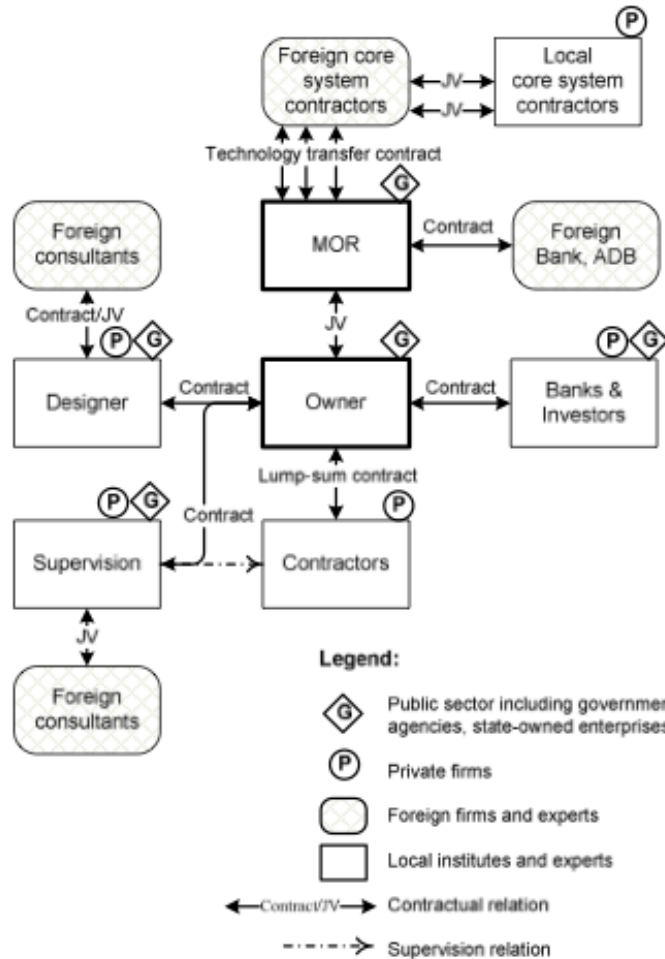 P
Foreign core
system
contractors
JV
JV
Local
core system
contractors
Technology transfer contract
G
Foreign
consultants
MOR
Contract
Foreign
Bank, ADB
Contract/JV
JV
P G
G
P G
Designer
Contract
Owner
Contract
Banks &
Investors
Lump-sum contract
P G
Contract
P
Supervision
Contractors
JV
Foreign
consultants
Legend:
G
Public sector including governmen
agencies, state-owned enterprises
P
Private firms
Foreign firms and experts
Local institutes and experts
Contract/JV
Contractual relation
Supervision relation